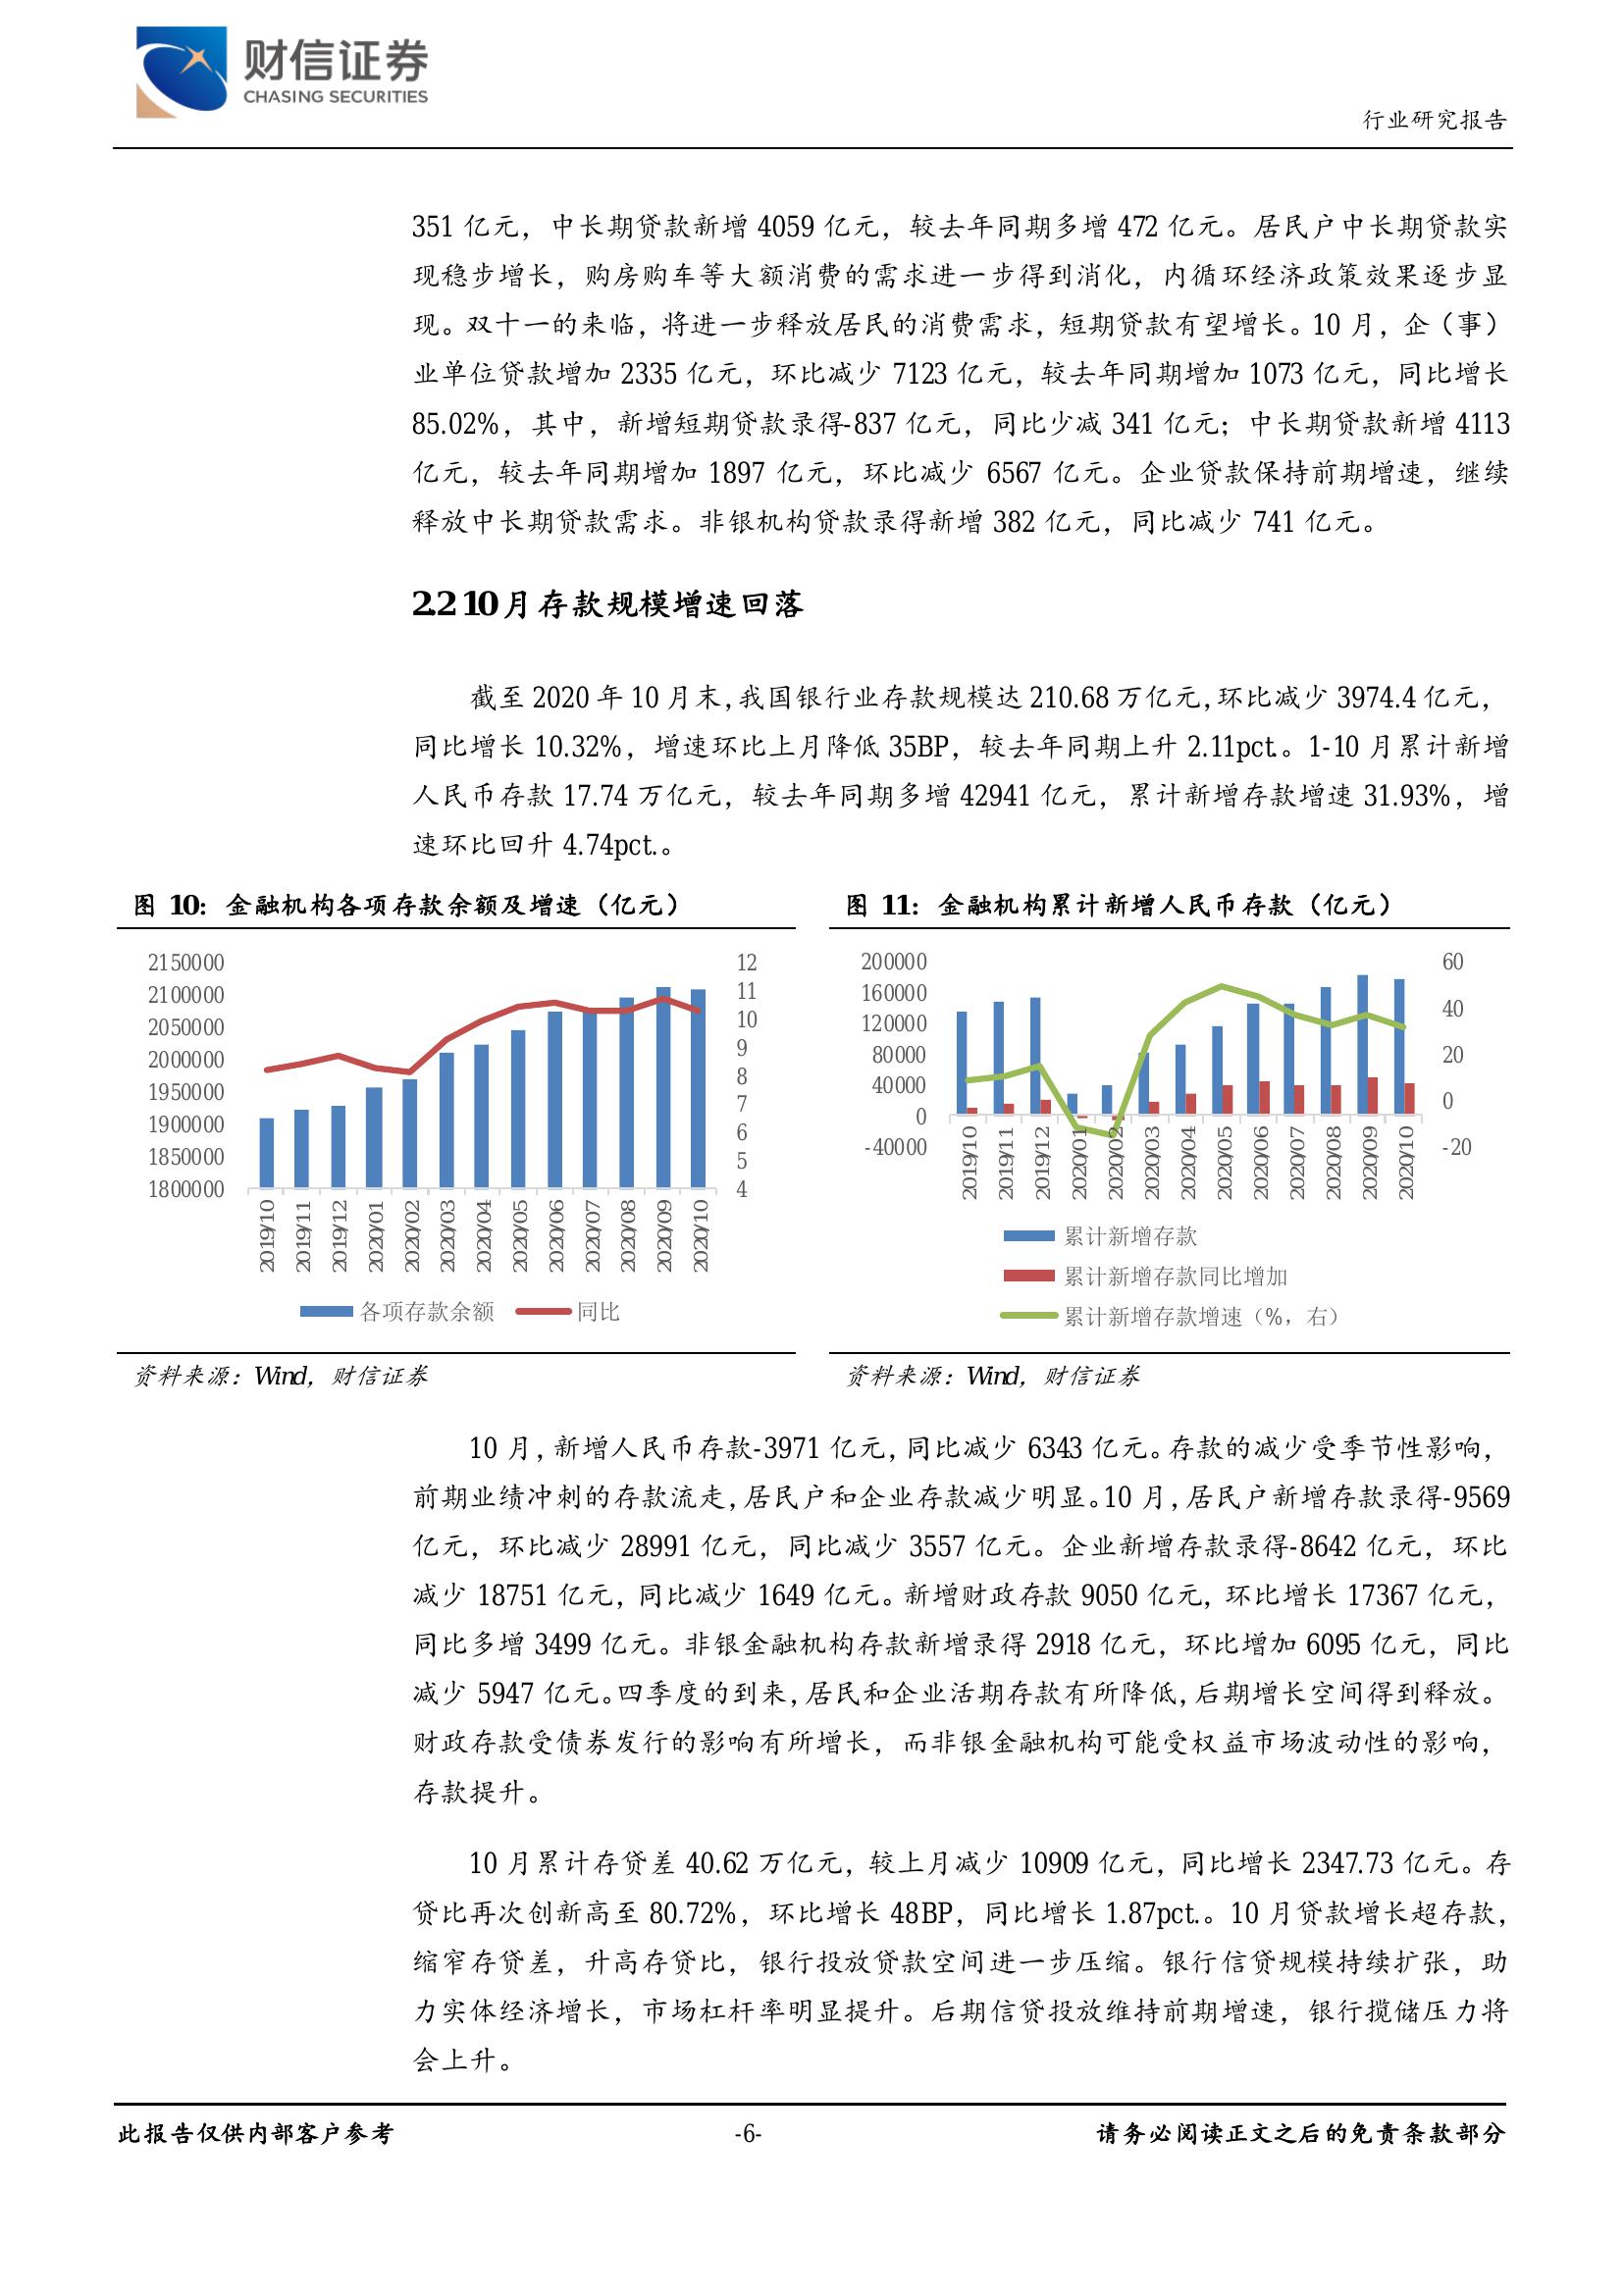 财信证券
CHASING SECURITIES
行业研究报告
351 亿元，中长期贷款新增 4059 亿元，较去年同期多增 472 亿元。居民户中长期贷款实
现稳步增长，购房购车等大额消费的需求进一步得到消化，内循环经济政策效果逐步显
现。双十一的来临，将进一步释放居民的消费需求，短期贷款有望增长。10 月，企（事）
业单位贷款增加 2335 亿元，环比减少 7123 亿元，较去年同期增加 1073 亿元，同比增长
85.02%，其中，新增短期贷款录得-837 亿元，同比少减 341 亿元；中长期贷款新增 4113
亿元，较去年同期增加 1897 亿元，环比减少 6567 亿元。企业贷款保持前期增速，继续
释放中长期贷款需求。非银机构贷款录得新增 382 亿元，同比减少 741 亿元。
2.2 10 月存款规模增速回落
截至 2020 年 10 月末，我国银行业存款规模达 210.68 万亿元，环比减少 3974.4 亿元，
同比增长 10.32%，增速环比上月降低 35BP，较去年同期上升 2.11pct.。1-10 月累计新增
人民币存款 17.74 万亿元，较去年同期多增 42941 亿元，累计新增存款增速 31.93%，增
速环比回升 4.74pct.。
图 10：金融机构各项存款余额及增速（亿元）
2150000
2100000
2050000
2000000
1950000
1900000
1850000
1800000
12
11
10
9
8
7
6
5
4
2019/10
2019/11
2019/12
2020/01
2020/02
2020/03
2020/04
2020/05
2020/06
2020/07
2020/08
2020/09
2020/10
各项存款余额 同比
资料来源：Wind，财信证券
图 11：金融机构累计新增人民币存款（亿元）
200000
160000
120000
80000
40000
0
-40000
60
40
20
0
-20
2019/10
2019/11
2019/12
2020/01
2020/02
2020/03
2020/04
2020/05
2020/06
2020/07
2020/08
2020/09
2020/10
累计新增存款
累计新增存款同比增加
累计新增存款增速（%，右）
资料来源：Wind，财信证券
10 月，新增人民币存款-3971 亿元，同比减少 6343 亿元。存款的减少受季节性影响，
前期业绩冲刺的存款流走，居民户和企业存款减少明显。10 月，居民户新增存款录得-9569
亿元，环比减少 28991 亿元，同比减少 3557 亿元。企业新增存款录得-8642 亿元，环比
减少 18751 亿元，同比减少 1649 亿元。新增财政存款 9050 亿元，环比增长 17367 亿元，
同比多增 3499 亿元。非银金融机构存款新增录得 2918 亿元，环比增加 6095 亿元，同比
减少 5947 亿元。四季度的到来，居民和企业活期存款有所降低，后期增长空间得到释放。
财政存款受债券发行的影响有所增长，而非银金融机构可能受权益市场波动性的影响，
存款提升。
10 月累计存贷差 40.62 万亿元，较上月减少 10909 亿元，同比增长 2347.73 亿元。存
贷比再次创新高至 80.72%，环比增长 48BP，同比增长 1.87pct.。10 月贷款增长超存款，
缩窄存贷差，升高存贷比，银行投放贷款空间进一步压缩。银行信贷规模持续扩张，助
力实体经济增长，市场杠杆率明显提升。后期信贷投放维持前期增速，银行揽储压力将
会上升。
此报告仅供内部客户参考
-6-
请务必阅读正文之后的免责条款部分